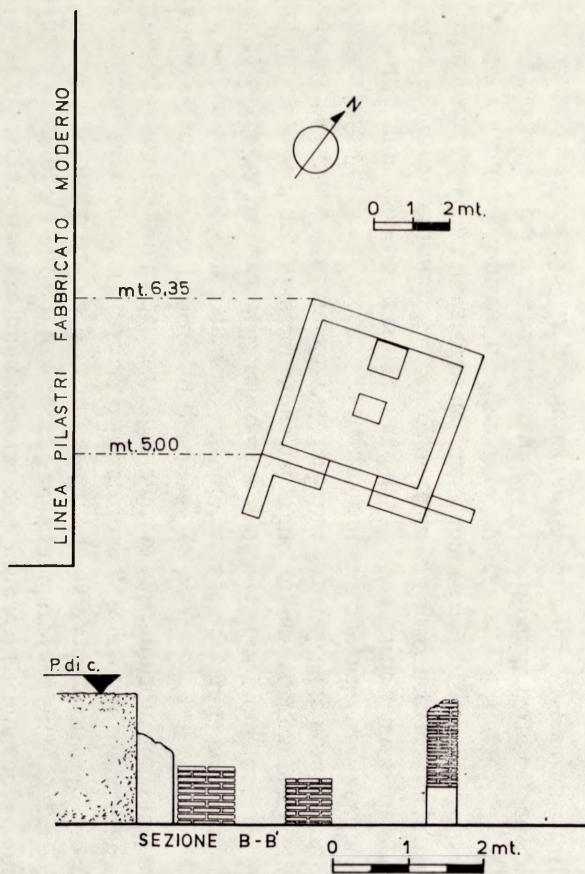 LINEA PILASTRI FABBRICATO MODERNO
N
0 1 2 mt.
mt. 6,35
mt. 5,00
P. di c.
SEZIONE B-B'
0 1 2 mt.